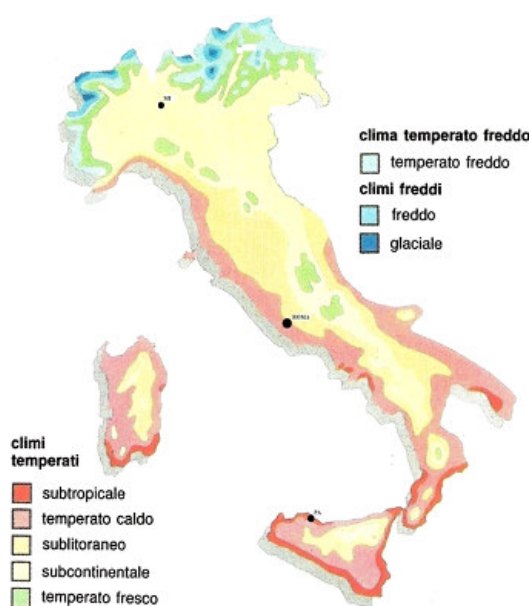 clima temperato freddo
temperato freddo
climi freddi
freddo
glaciale
climi
temperati
subtropicale
temperato caldo
sublitoraneo
subcontinentale
temperato fresco